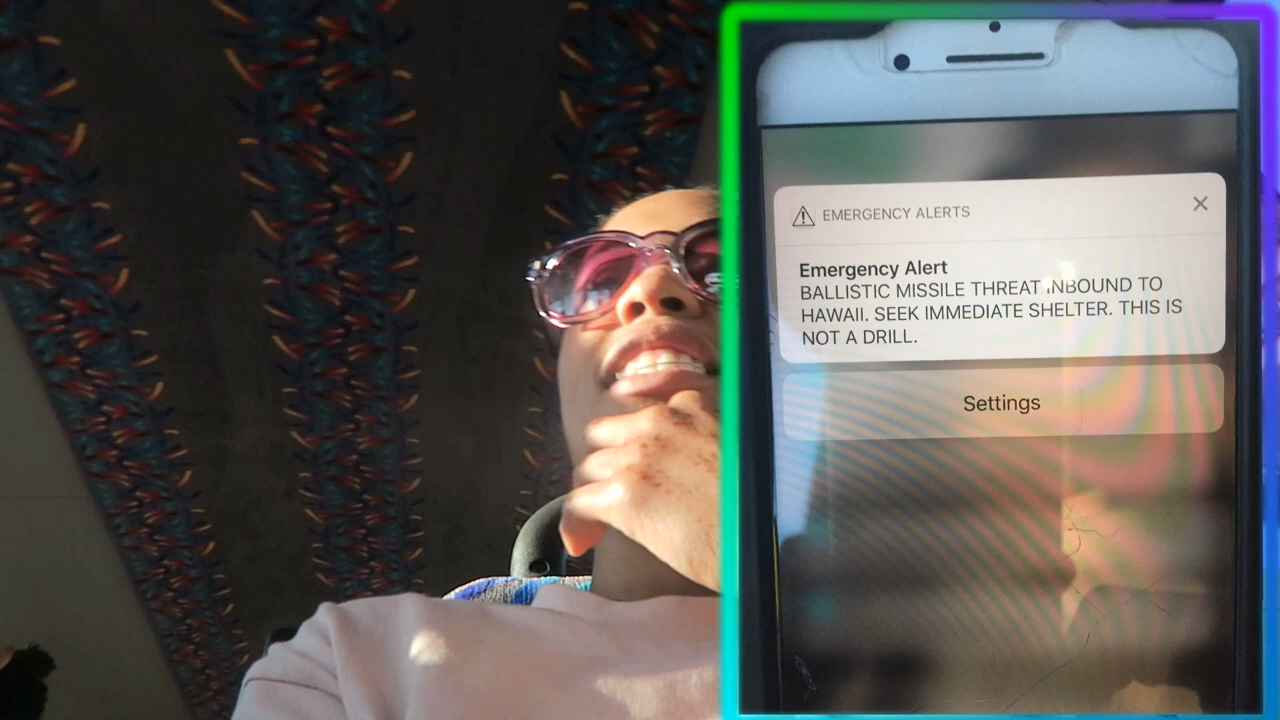 EMERGENCY ALERTS
Emergency Alert
BALLISTIC MISSILE THREAT INBOUND TO
HAWAII. SEEK IMMEDIATE SHELTER. THIS IS
NOT A DRILL.
Settings